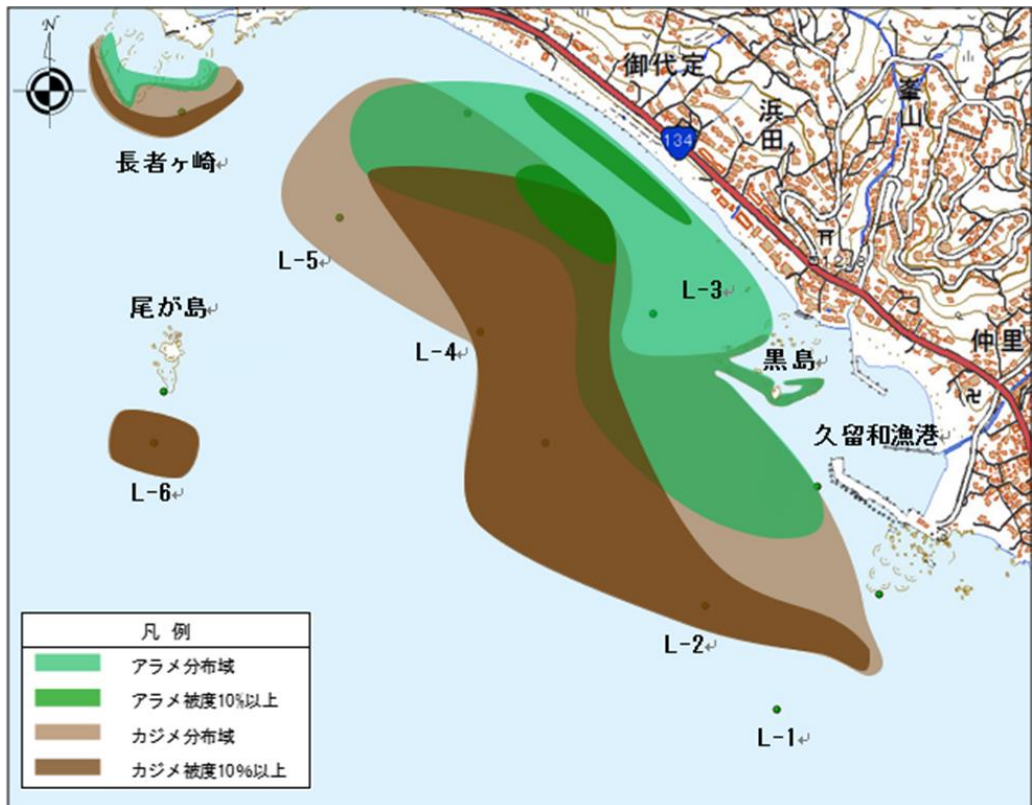 N
御代定
浜田
峯山
134
長者ヶ崎
L-5
尾が島
L-3
L-4
黒島
仲里
久留和漁港
L-6
L-2
L-1
凡 例
アラメ分布域
アラメ被度10%以上
カジメ分布域
カジメ被度10%以上